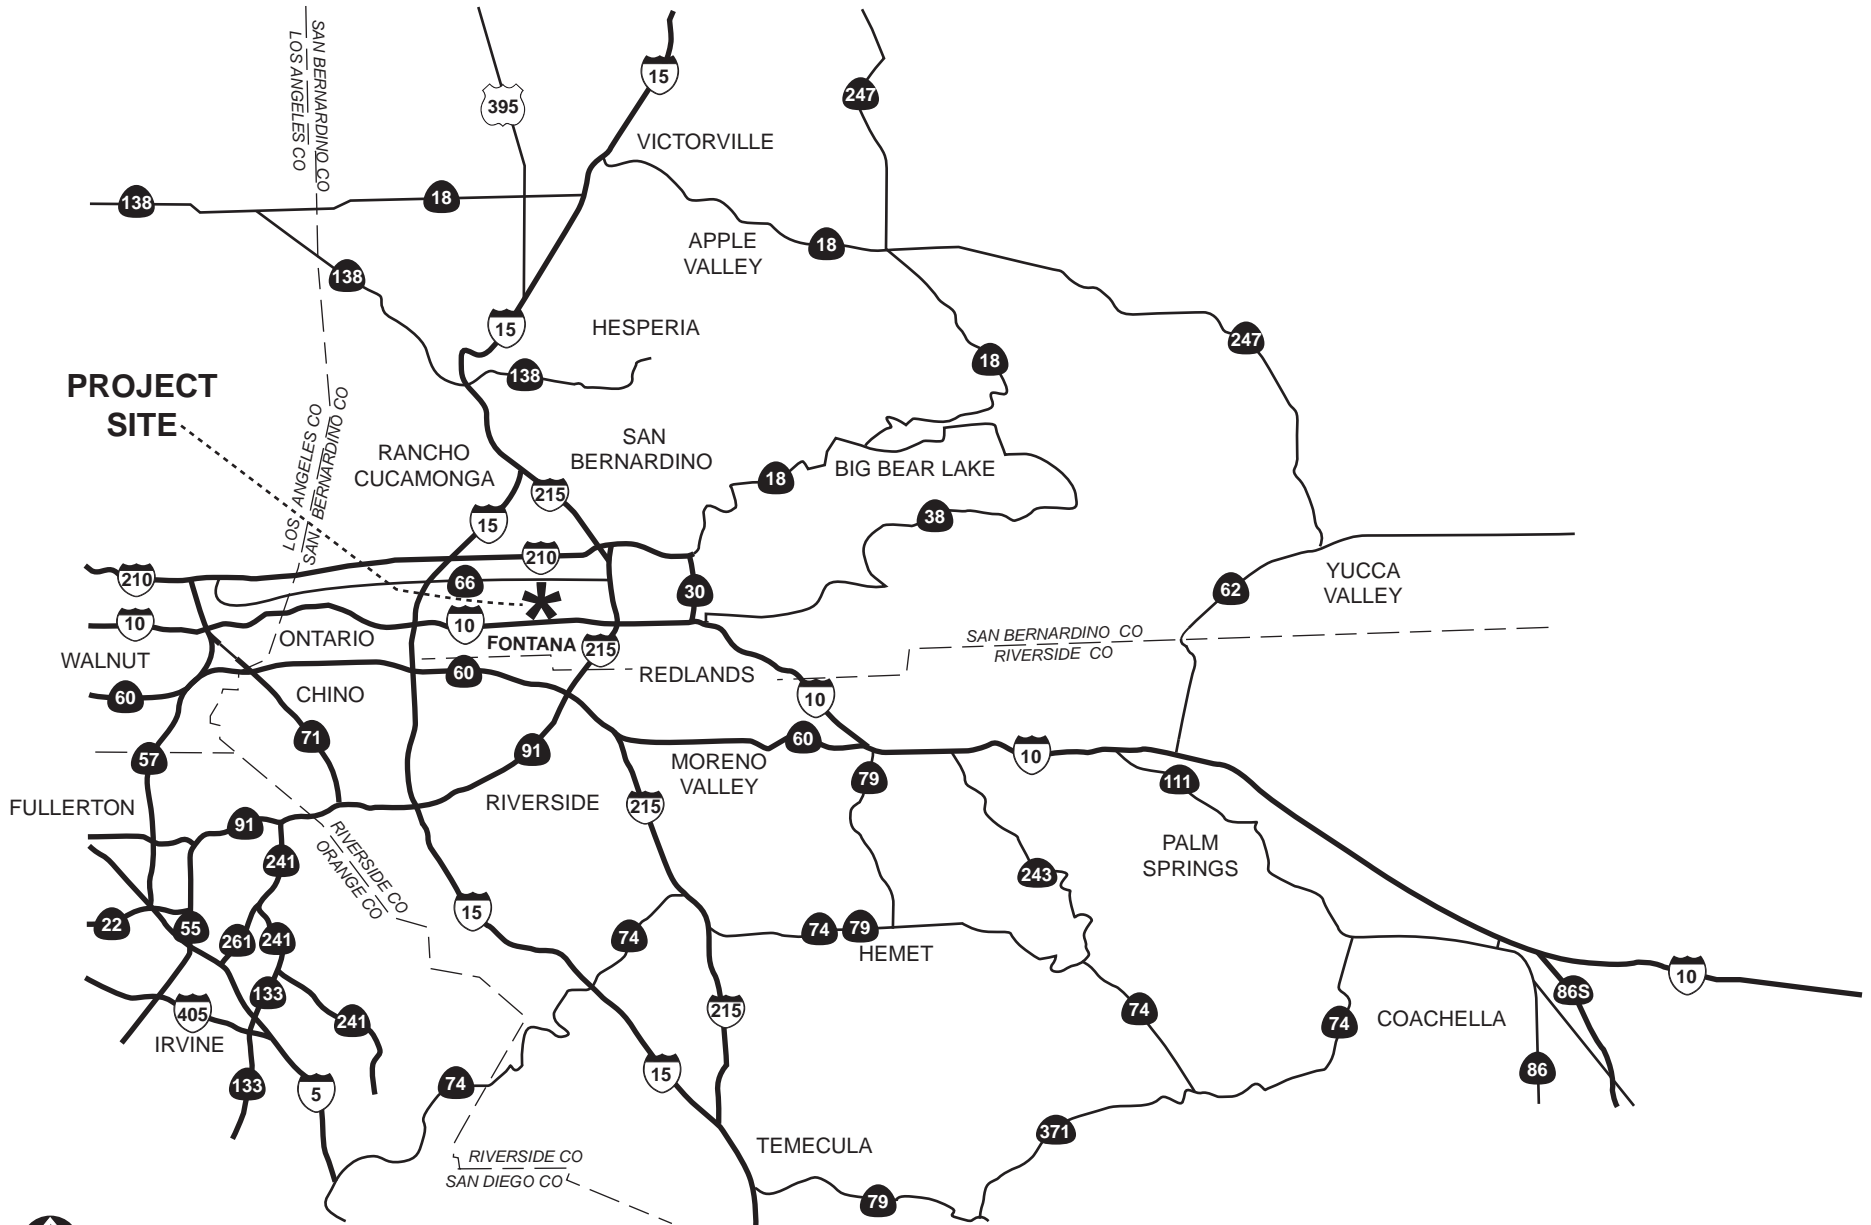 SAN BERNARDINO CO
LOS ANGELES CO
395
15
247
VICTORVILLE
138
18
APPLE
VALLEY
18
138
15
HESPERIA
247
18
138
PROJECT
SITE
LOS ANGELES CO
SAN BERNARDINO CO
RANCHO
CUCAMONGA
SAN
BERNARDINO
BIG BEAR LAKE
18
215
15
38
210
210
66
30
62
YUCCA
VALLEY
10
10
ONTARIO
FONTANA
215
SAN BERNARDINO CO
RIVERSIDE CO
WALNUT
60
REDLANDS
60
CHINO
10
71
91
60
57
MORENO
VALLEY
79
10
111
FULLERTON
RIVERSIDE
215
91
RIVERSIDE CO
ORANGE CO
241
PALM
SPRINGS
243
15
22
55
261
241
74
74
79
HEMET
133
405
241
IRVINE
215
74
74
COACHELLA
86S
10
133
5
74
15
86
371
TEMECULA
RIVERSIDE CO
SAN DIEGO CO
79